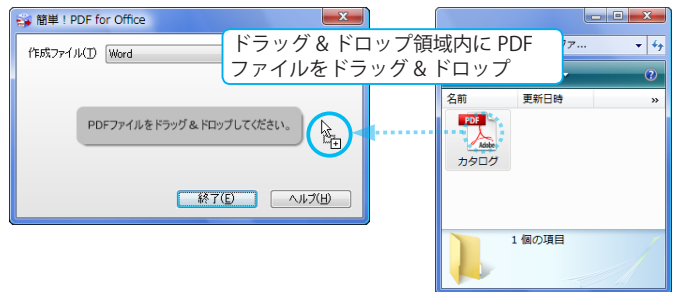 簡単！PDF for Office
作成ファイル(T)
Word
ドラッグ & ドロップ領域内に PDF
ファイルをドラッグ & ドロップ
PDFファイルをドラッグ & ドロップしてください。
終了(E)
ヘルプ(H)
ファ...
名前
更新日時
»
PDF
Adobe
カタログ
1 個の項目